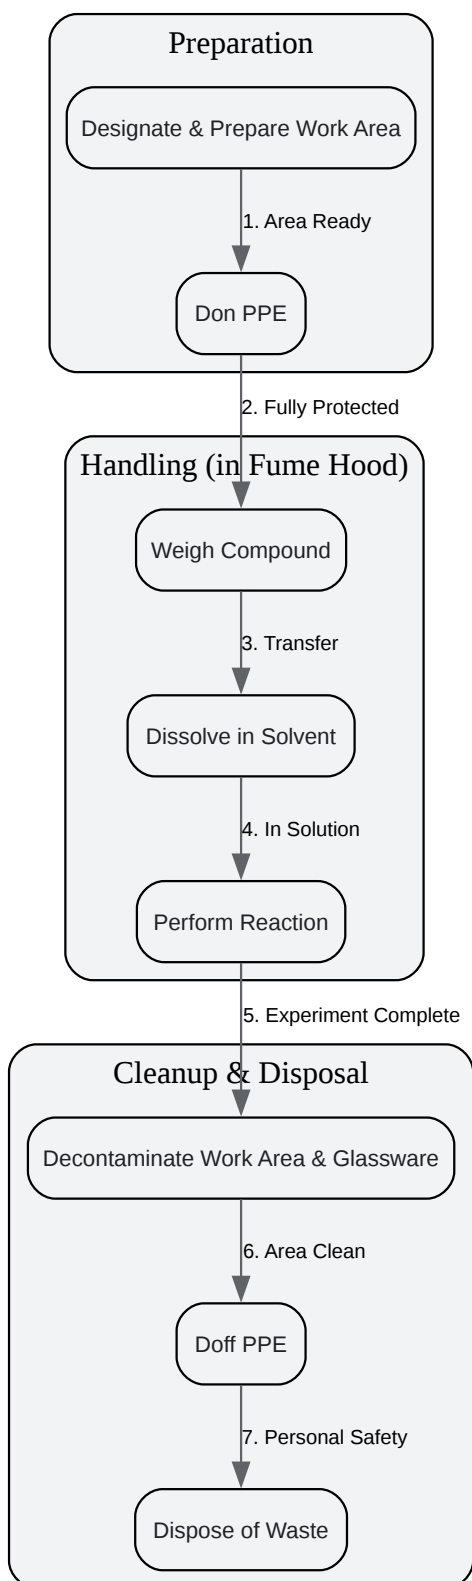 Preparation
Designate & Prepare Work Area
1. Area Ready
Don PPE
2. Fully Protected
Handling (in Fume Hood)
Weigh Compound
3. Transfer
Dissolve in Solvent
4. In Solution
Perform Reaction
5. Experiment Complete
Cleanup & Disposal
Decontaminate Work Area & Glassware
6. Area Clean
Doff PPE
7. Personal Safety
Dispose of Waste